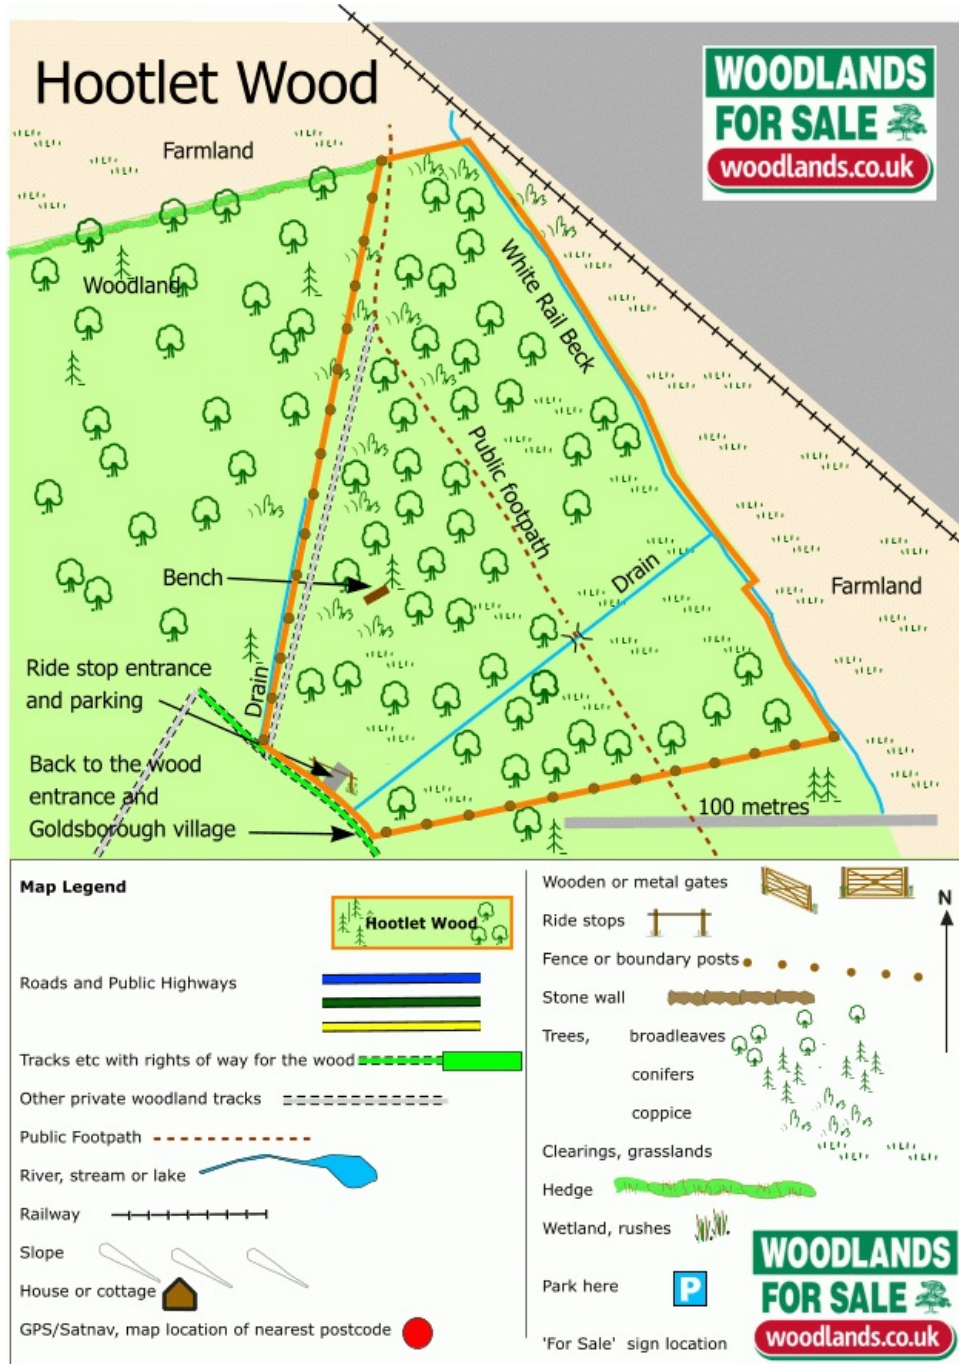 Hootlet Wood
WOODLANDS
FOR SALE
woodlands.co.uk
Farmland
Woodland
White Rail Beck
Public footpath
Bench
Drain
Farmland
Ride stop entrance
and parking
Drain
Back to the wood
entrance and
Goldsborough village
100 metres
Map Legend
Hootlet Wood
Roads and Public Highways
Tracks etc with rights of way for the wood
Other private woodland tracks
Public Footpath
River, stream or lake
Railway
Slope
House or cottage
GPS/Satnav, map location of nearest postcode
Wooden or metal gates
N
Ride stops
Fence or boundary posts
Stone wall
Trees, broadleaves
conifers
coppice
Clearings, grasslands
Hedge
Wetland, rushes
Park here
P
'For Sale' sign location
WOODLANDS
FOR SALE
woodlands.co.uk